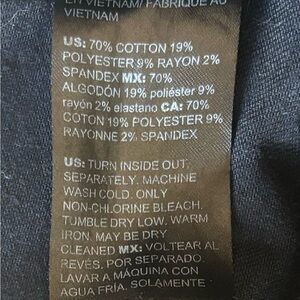 EN VIETNAM/ FABRIQUÉ AU
VIETNAM
US: 70% COTTON 19%
POLYESTER 9% RAYON 2%
SPANDEX MX: 70%
ALGODÓN 19% poliéster 9%
rayón 2% elastano CA: 70%
COTON 19% POLYESTER 9%
RAYONNE 2% SPANDEX
US: TURN INSIDE OUT.
SEPARATELY. MACHINE
WASH COLD. ONLY
NON-CHLORINE BLEACH.
TUMBLE DRY LOW. WARM
IRON. MAY BE DRY
CLEANED MX: VOLTEAR AL
REVÉS. POR SEPARADO.
LAVAR A MÁQUINA CON
AGUA FRÍA. SOLAMENTE